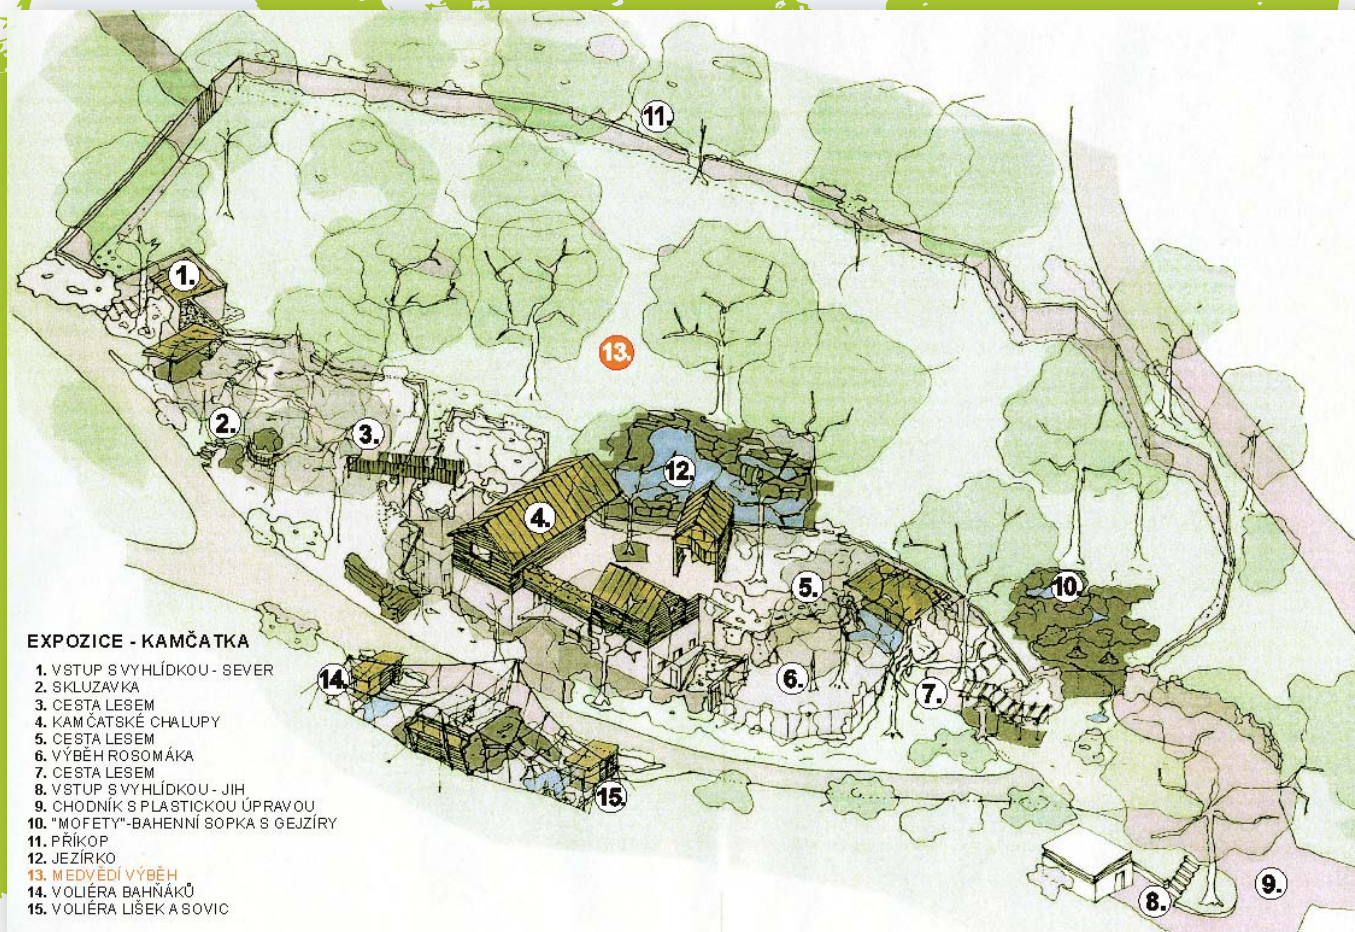 11.
1.
13.
2.
3.
12.
4.
5.
10.
6.
7.
14.
15.
9.
8.
EXPOZICE - KAMČATKA
1. VSTUP S VYHLÍDKOU - SEVER
2. SKLUZAVKA
3. CESTA LESEM
4. KAMČATSKÉ CHALUPY
5. CESTA LESEM
6. VÝBĚH ROSOMÁKA
7. CESTA LESEM
8. VSTUP S VYHLÍDKOU - JIH
9. CHODNÍK S PLASTICKOU ÚPRAVOU
10. "MOFETY"-BAHENNÍ SOPKA S GEJZÍRY
11. PŘÍKOP
12. JEZÍRKO
13. MEDVĚDÍ VÝBĚH
14. VOLIÉRA BAHŇÁKŮ
15. VOLIÉRA LIŠEK A SOVIC